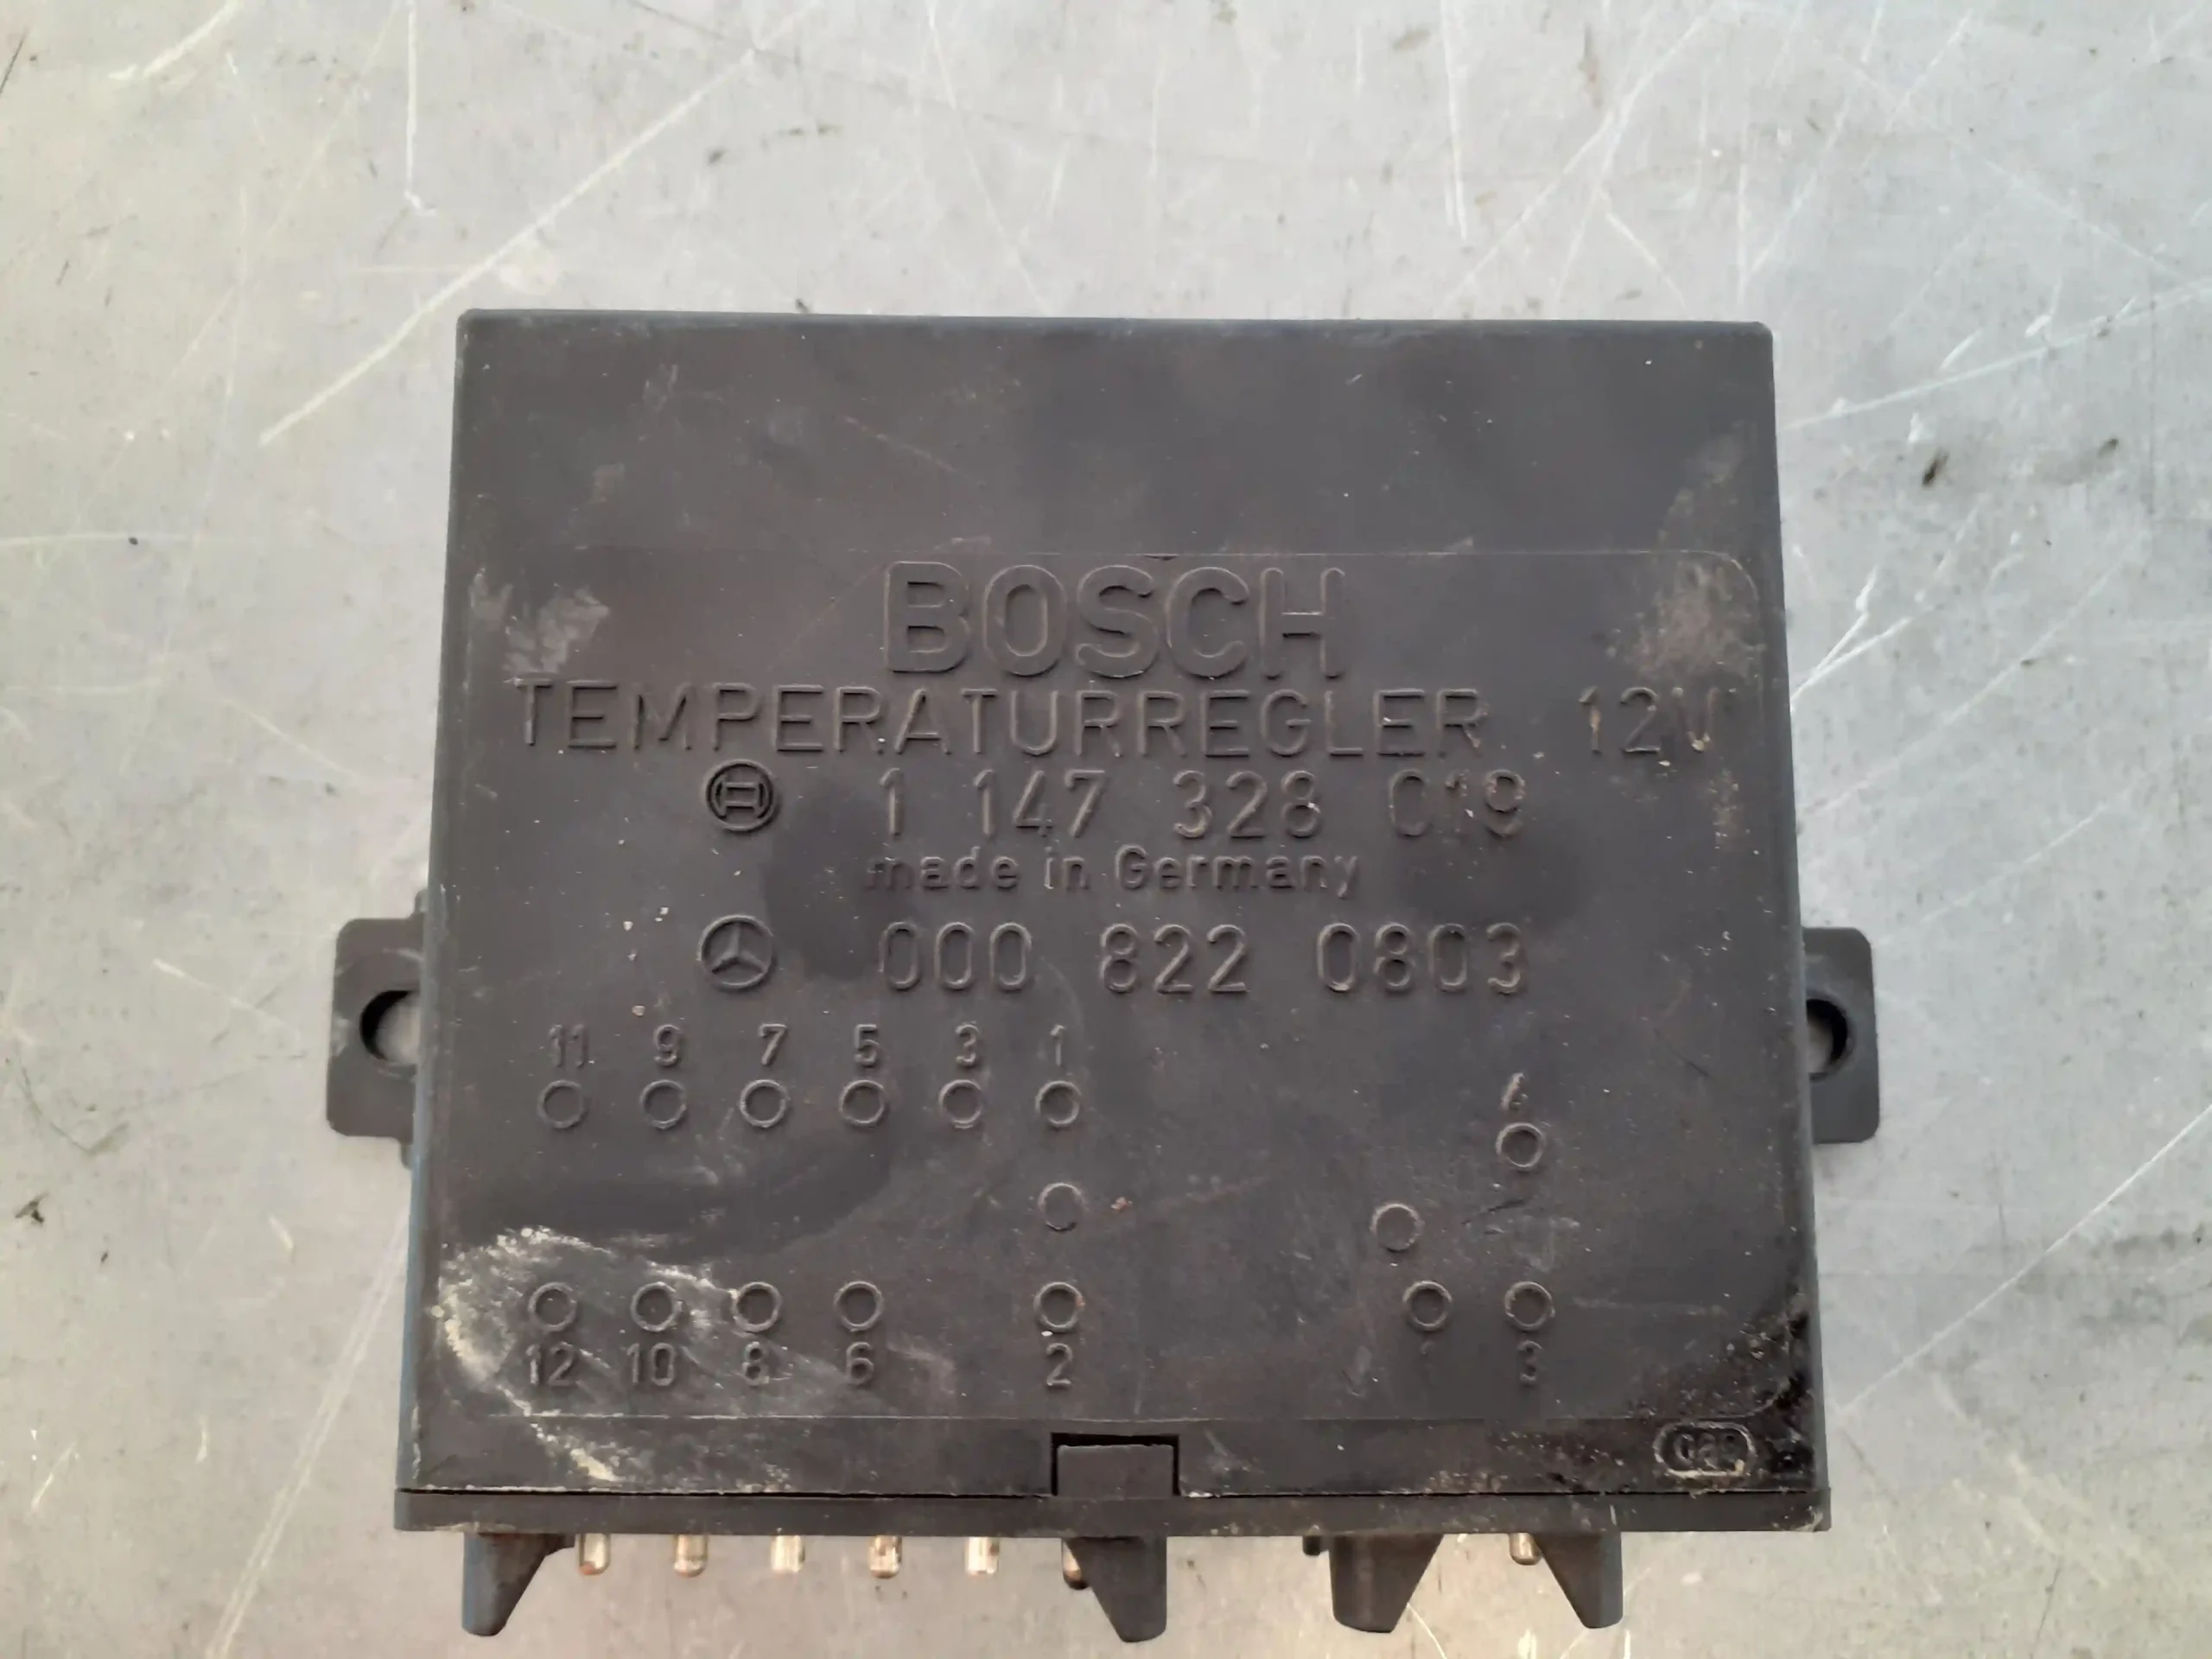 BOSCH
TEMPERATURREGLER 12V
1 147 328 019
made in Germany
000 822 0803
11 9 7 5 3 1
12 10 8 6 2 1 3